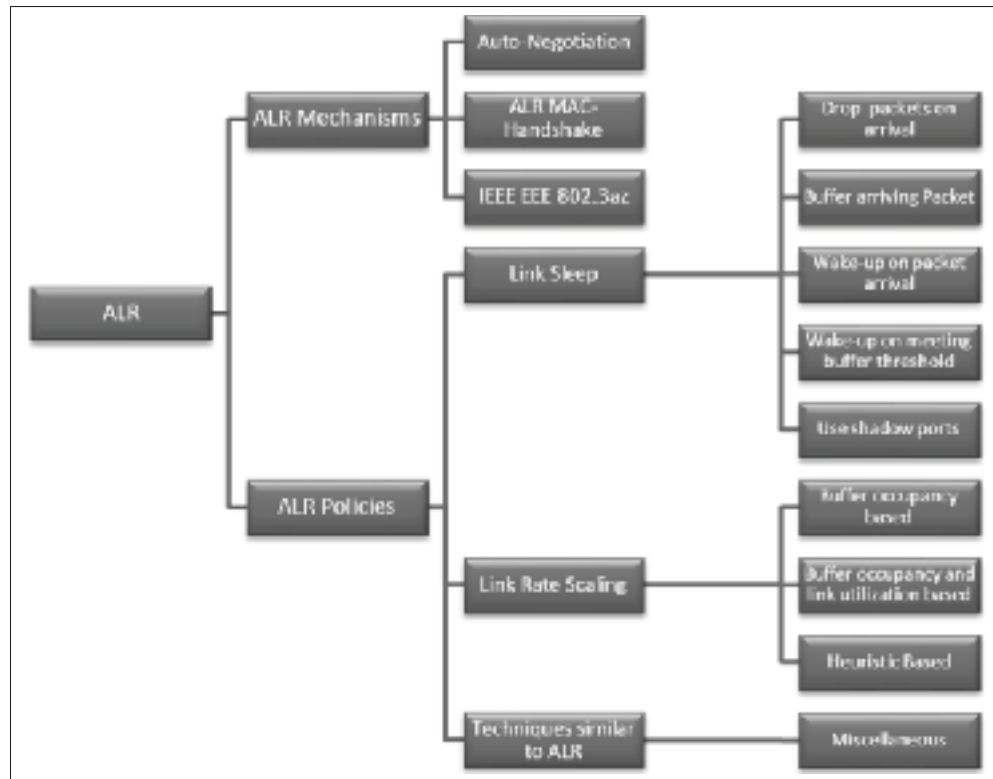 Auto-Negotiation
ALR Mechanisms
ALR MAC-
Handshake
Drop packets on
arrival
IEEE EEE 802.3az
Buffer arriving Packet
Link Sleep
Wake-up on packet
arrival
ALR
Wake-up on meeting
buffer threshold
Use shadow ports
ALR Policies
Buffer occupancy
based
Link Rate Scaling
Buffer occupancy and
link utilization based
Heuristic Based
Techniques similar
to ALR
Miscellaneous